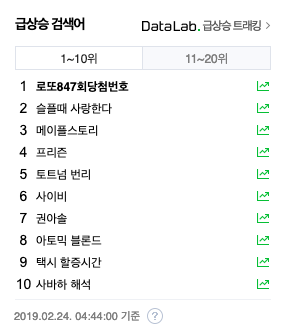 급상승 검색어
DataLab. 급상승 트래킹 >
1~10위
11~20위
1 로또847회당첨번호
2 슬플때 사랑한다
3 메이플스토리
4 프리즌
5 토트넘 번리
6 사이비
7 권아솔
8 아토믹 블론드
9 택시 할증시간
10 사바하 해석
2019.02.24. 04:44:00 기준 ?